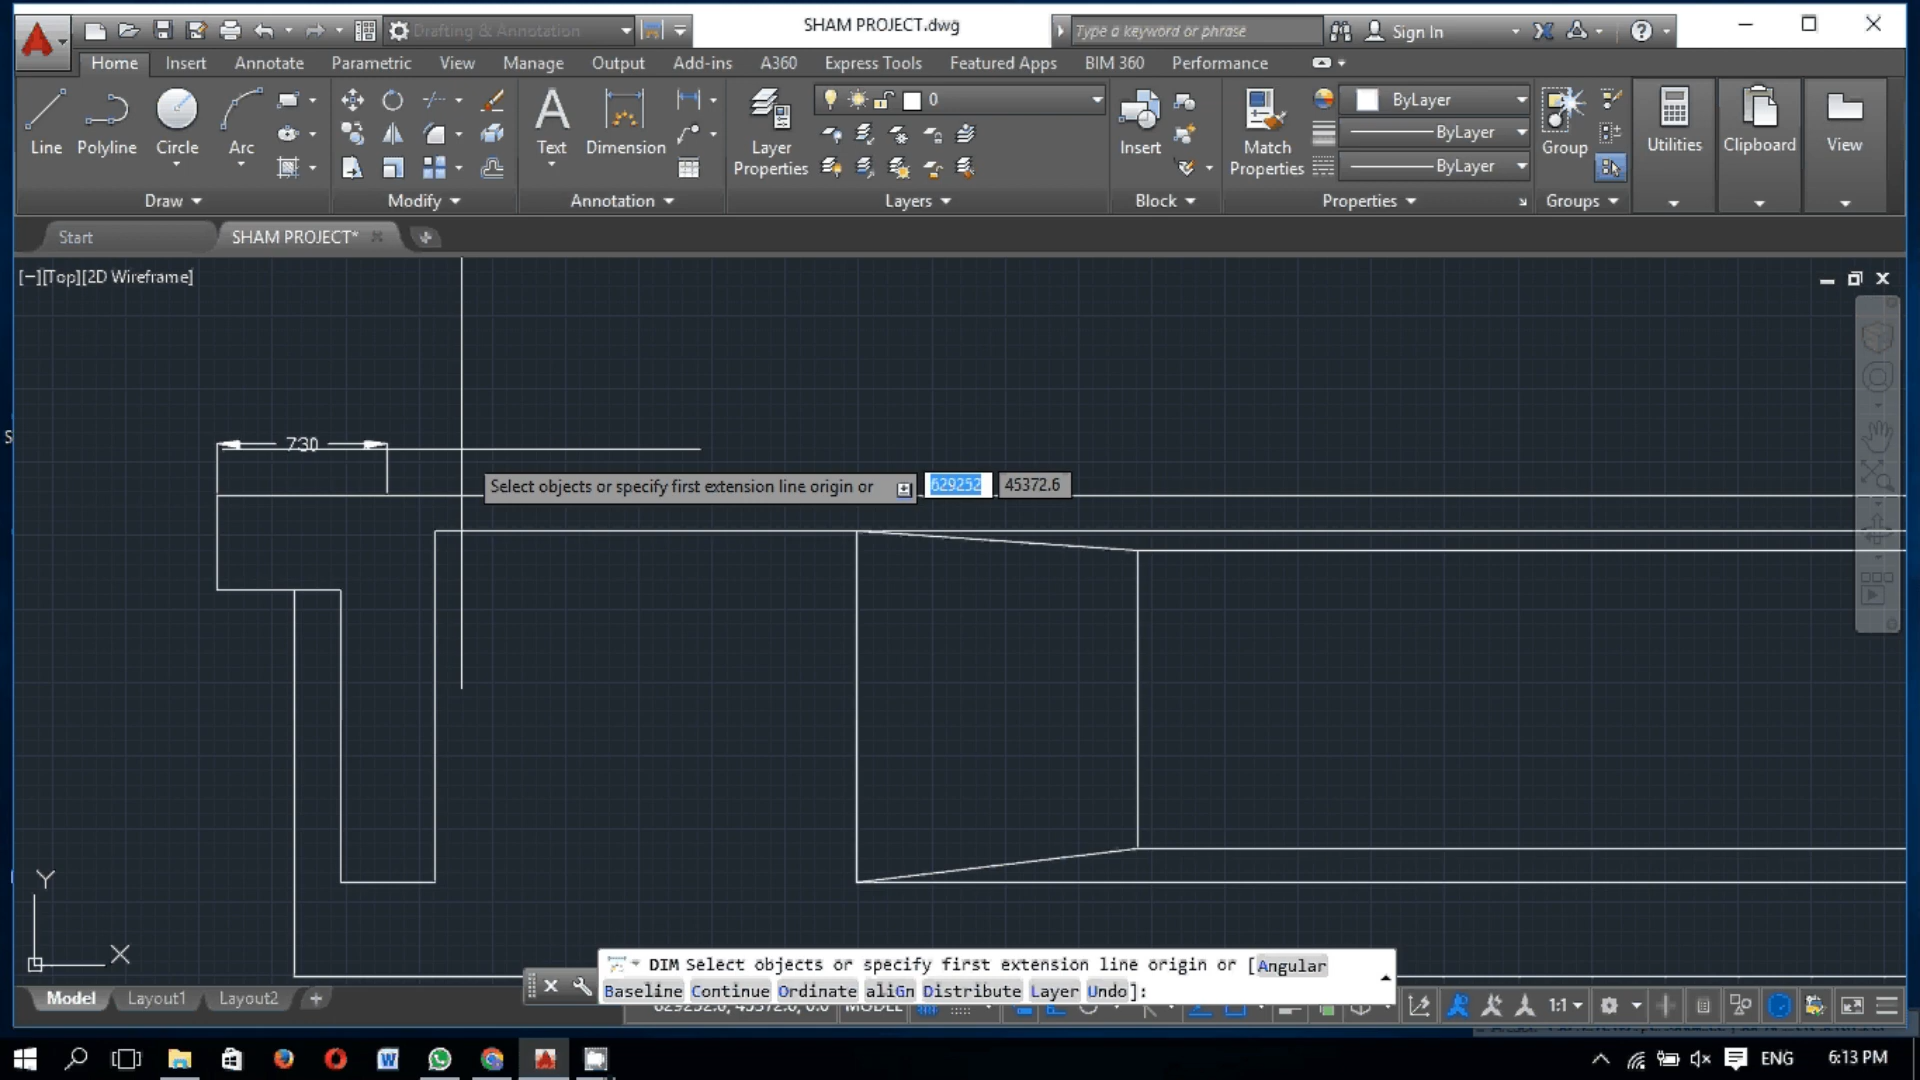 SHAM PROJECT.dwg
Drafting & Annotation
Type a keyword or phrase
Sign In
Home Insert Annotate Parametric View Manage Output Add-ins A360 Express Tools Featured Apps BIM 360 Performance
Line Polyline Circle Arc
Text Dimension
Layer Properties
0
Insert
Match Properties
ByLayer
ByLayer
ByLayer
Group
Utilities Clipboard View
Draw Modify Annotation Layers Block Properties Groups
Start SHAM PROJECT*
[−][Top][2D Wireframe]
730
Select objects or specify first extension line origin or 629252 45372.6
Y
X
DIM Select objects or specify first extension line origin or [Angular
Baseline Continue Ordinate aliGn Distribute Layer Undo]:
Model Layout1 Layout2
MODEL
1:1
ENG 6:13 PM